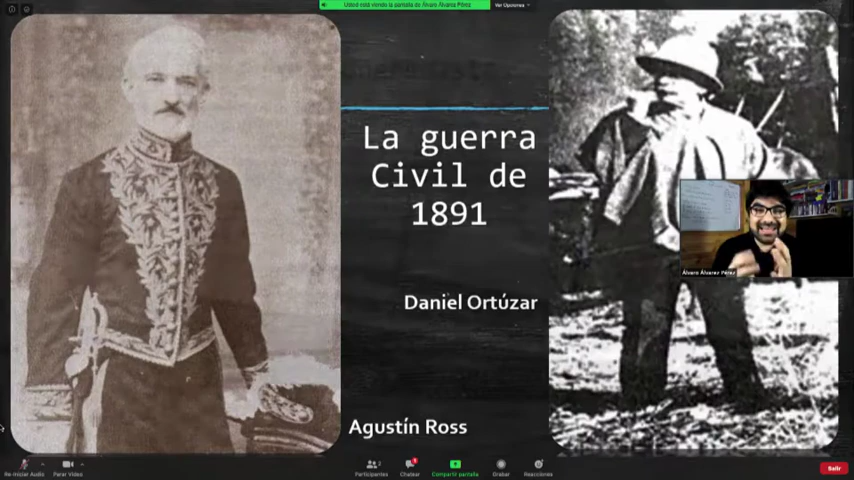 Usted está viendo la pantalla de Álvaro Álvarez Pérez
Ver Opciones
La guerra
Civil de
1891
Álvaro Álvarez Pérez
Daniel Ortúzar
Agustín Ross
Re-iniciar Audio
Parar Video
Participantes
2
Chatear
Compartir pantalla
Grabar
Reacciones
Salir